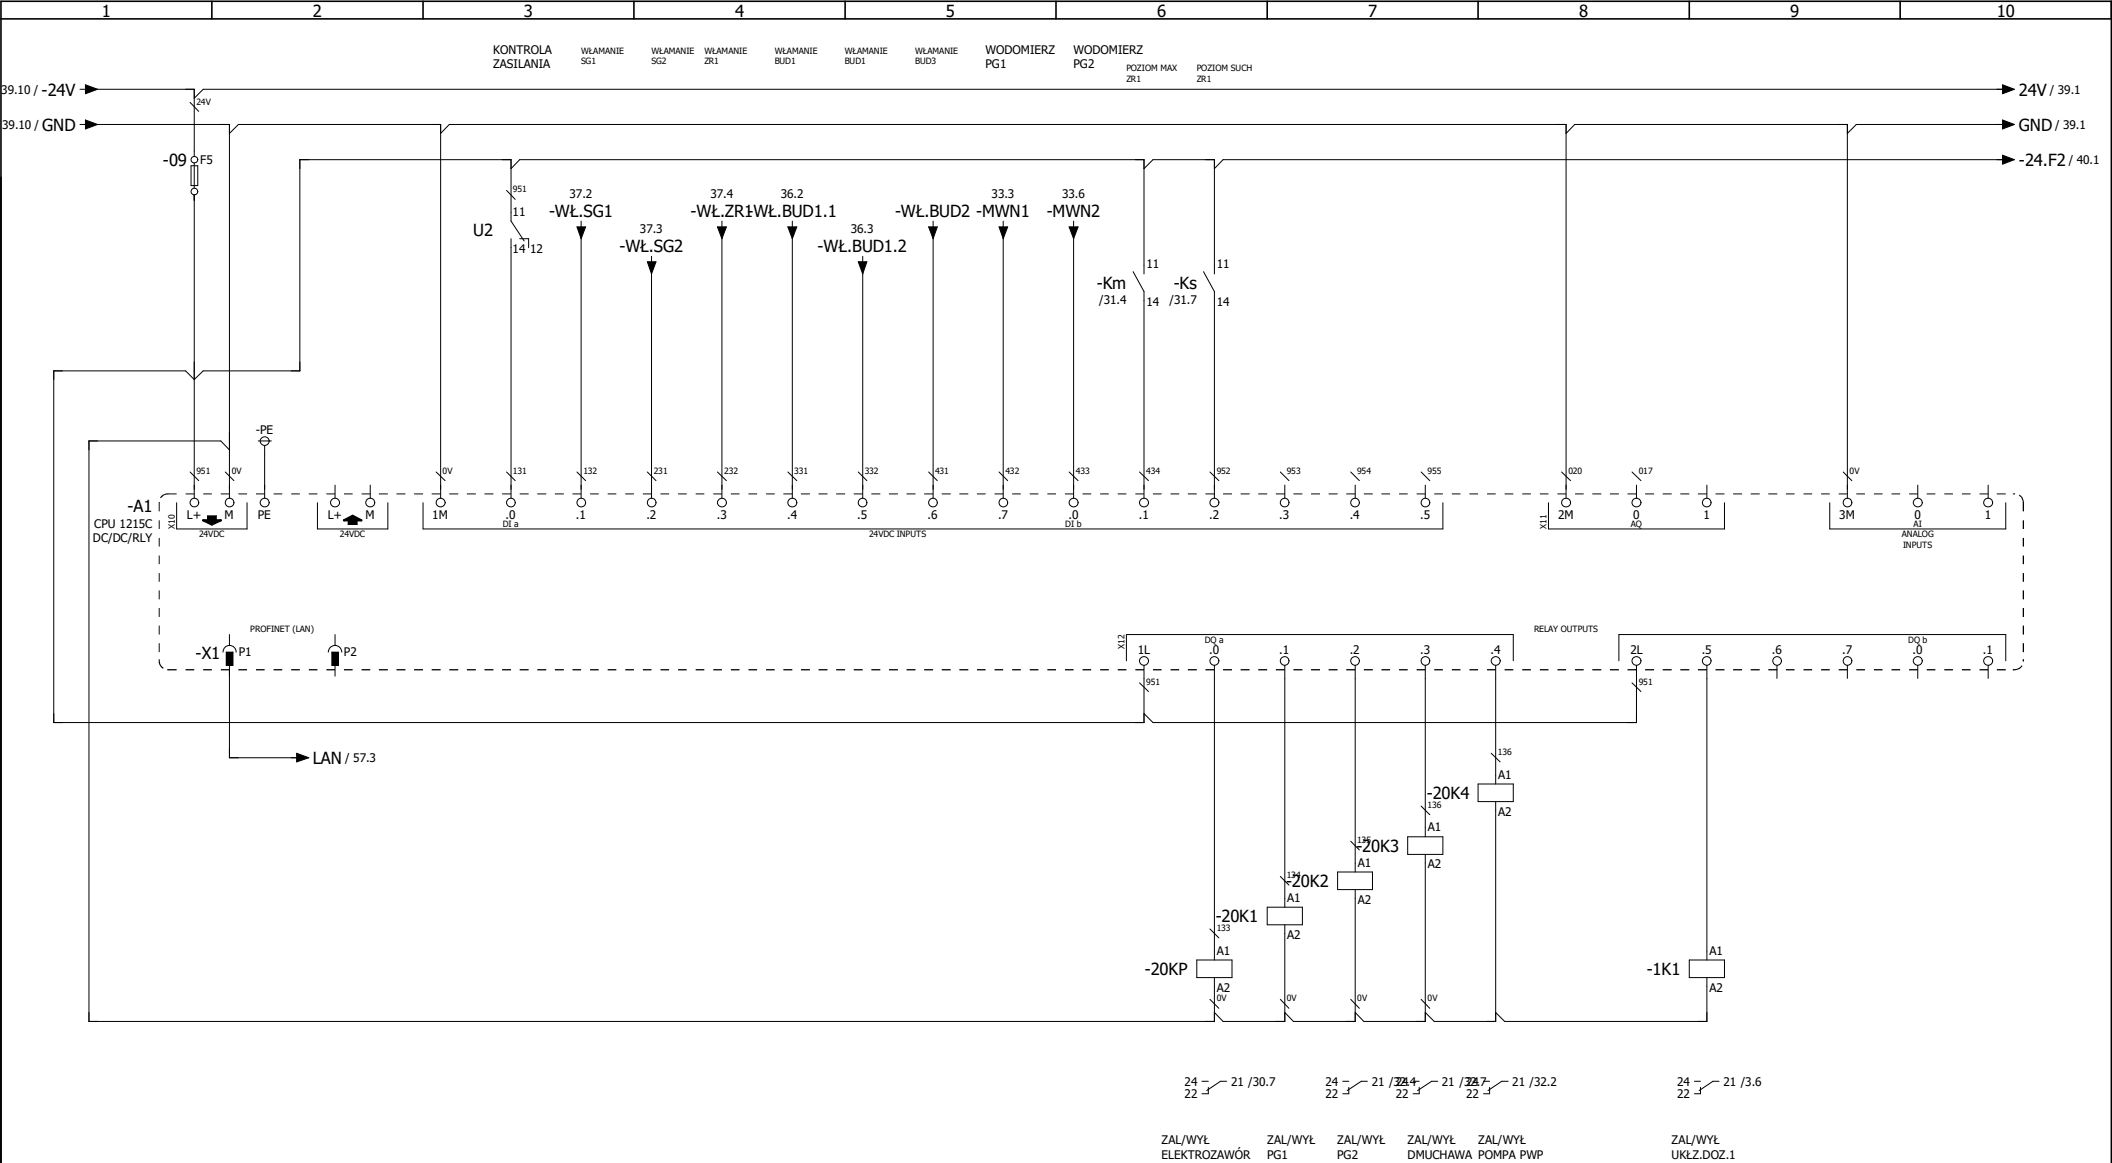 1 2 3 4 5 6 7 8 9 10
KONTROLA
ZASILANIA
WŁAMANIE
SG1
WŁAMANIE
SG2
WŁAMANIE
ZR1
WŁAMANIE
BUD1
WŁAMANIE
BUD1
WŁAMANIE
BUD3
WODOMIERZ
PG1
WODOMIERZ
PG2
POZIOM MAX
ZR1
POZIOM SUCH
ZR1
39.10 / -24V
24V / 39.1
24V
39.10 / GND
GND / 39.1
-09 F5
-24.F2 / 40.1
951
11
U2
14 12
37.2
-WŁ.SG1
37.3
-WŁ.SG2
37.4
-WŁ.ZR1
36.2
-WŁ.BUD1.1
36.3
-WŁ.BUD1.2
-WŁ.BUD2
33.3
-MWN1
33.6
-MWN2
11
-Km
/31.4
14
11
-Ks
/31.7
14
-PE
951 0V 0V 131 132 231 232 331 332 431 432 433 434 952 953 954 955 020 017 0V
-A1
CPU 1215C
DC/DC/RLY
X10
L+ M PE
24VDC
L+ M
24VDC
1M .0 .1 .2 .3 .4 .5 .6 .7 .0 .1 .2 .3 .4 .5
DI a
DI b
24VDC INPUTS
X11
2M 0 1
AQ
3M 0 1
AI
ANALOG
INPUTS
PROFINET (LAN)
-X1 P1 P2
RELAY OUTPUTS
X12
DQ a
1L .0 .1 .2 .3 .4
DQ b
2L .5 .6 .7 .0 .1
951 951
LAN / 57.3
136
A1
-20K4
A2
136
A1
-20K3
A2
135
A1
-20K2
A2
134
A1
-20K1
A2
133
A1
-20KP
A2
A1
-1K1
A2
0V 0V 0V 0V
24 21 /30.7
22
24 21 /32.4
22
24 21 /32.7
22
24 21 /32.2
22
24 21 /3.6
22
ZAL/WYŁ
ELEKTROZAWÓR
ZAL/WYŁ
PG1
ZAL/WYŁ
PG2
ZAL/WYŁ
DMUCHAWA
ZAL/WYŁ
POMPA PWP
ZAL/WYŁ
UKŁZ.DOZ.1